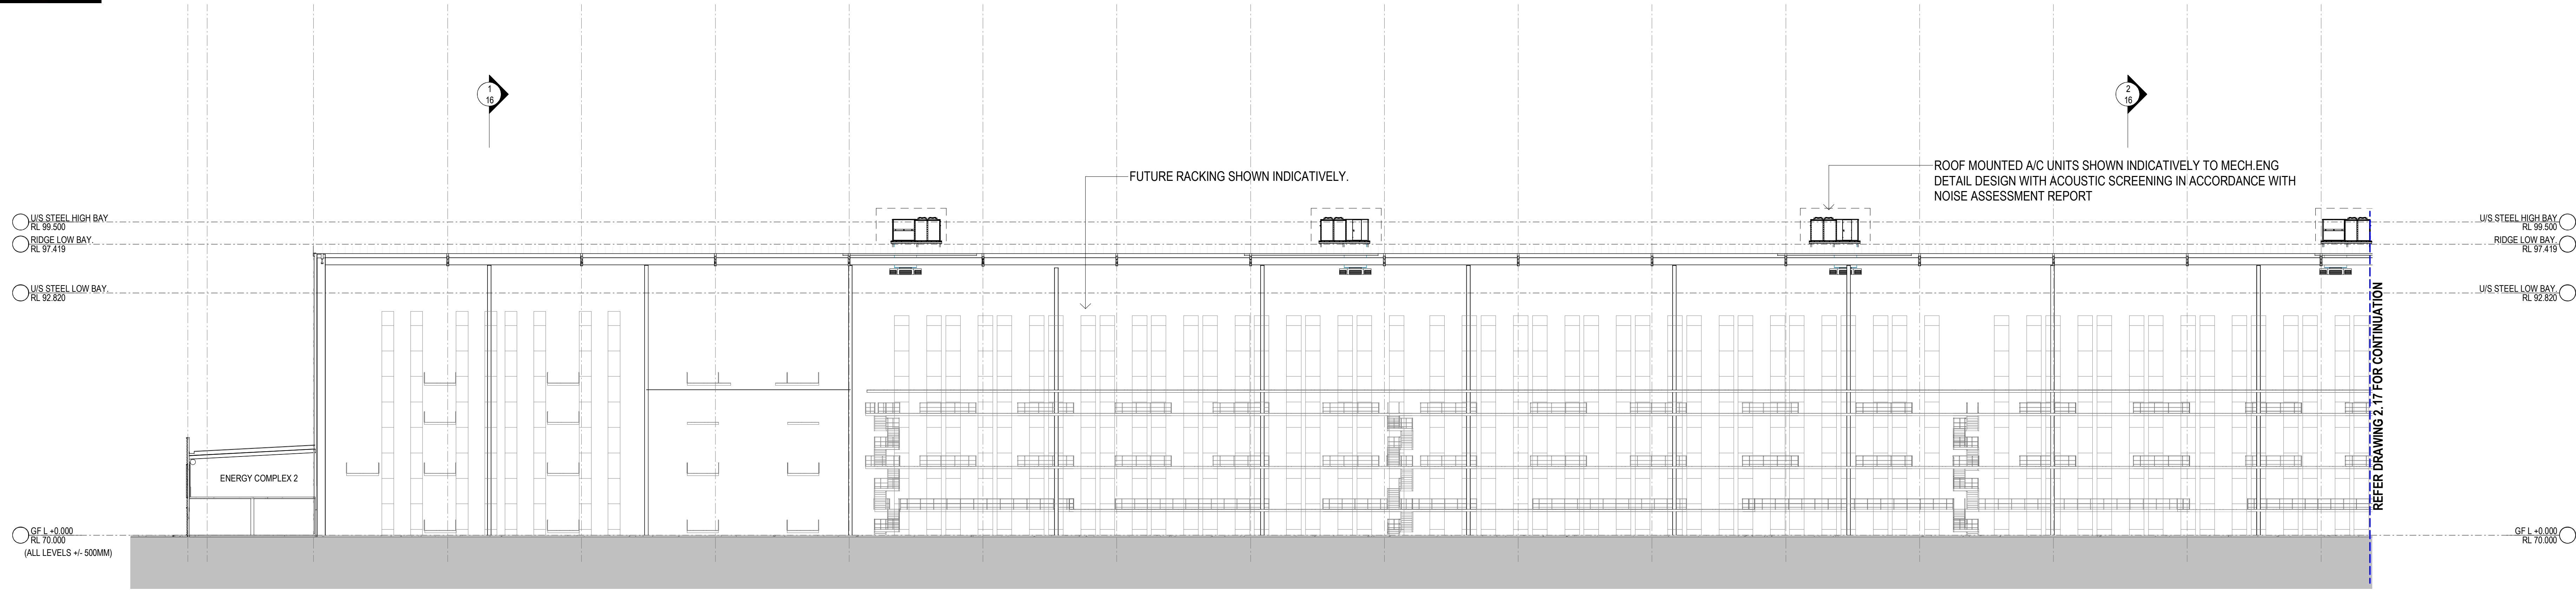 1
16
2
16
FUTURE RACKING SHOWN INDICATIVELY.
ROOF MOUNTED A/C UNITS SHOWN INDICATIVELY TO MECH.ENG
DETAIL DESIGN WITH ACOUSTIC SCREENING IN ACCORDANCE WITH
NOISE ASSESSMENT REPORT
U/S STEEL HIGH BAY
RL 99.500
RIDGE LOW BAY.
RL 97.419
U/S STEEL LOW BAY.
RL 92.820
ENERGY COMPLEX 2
GF L +0.000
RL 70.000
(ALL LEVELS +/- 500MM)
U/S STEEL HIGH BAY
RL 99.500
RIDGE LOW BAY.
RL 97.419
U/S STEEL LOW BAY.
RL 92.820
REFER DRAWING 2.17 FOR CONTINUATION
GF L +0.000
RL 70.000